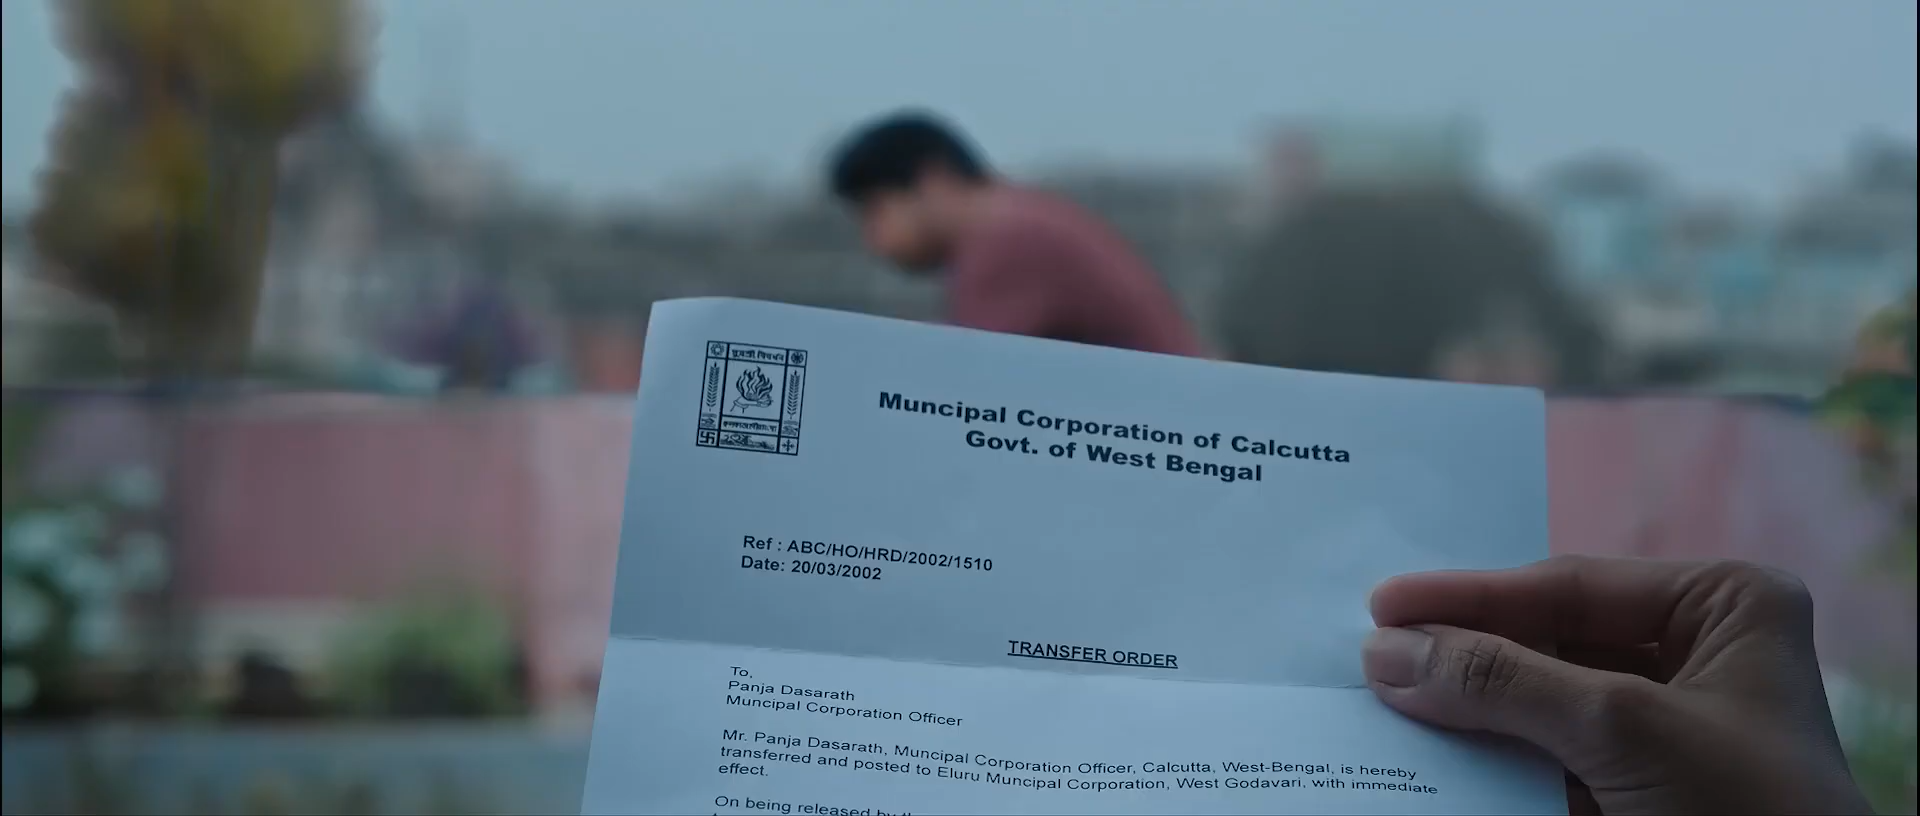 Muncipal Corporation of Calcutta
Govt. of West Bengal
Ref : ABC/HO/HRD/2002/1510
Date: 20/03/2002
TRANSFER ORDER
To,
Panja Dasarath
Muncipal Corporation Officer
Mr. Panja Dasarath, Muncipal Corporation Officer, Calcutta, West-Bengal, is hereby
transferred and posted to Eluru Muncipal Corporation, West Godavari, with immediate
effect.
On being released by